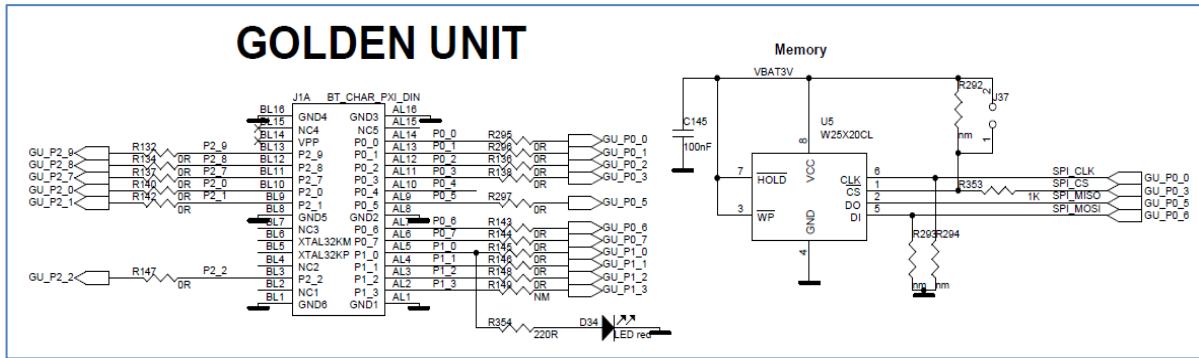 GOLDEN UNIT
J1A BT_CHAR_PXI_DIN
BL16 GND4 GND3 AL16
BL15 NC4 NC5 AL15
BL14 VPP P0_0 AL14 P0_0 R295 GU_P0_0
GU_P2_9 R132 0R P2_9 BL13 P2_9 P0_1 AL13 P0_1 R296 0R GU_P0_1
GU_P2_8 R134 0R P2_8 BL12 P2_8 P0_2 AL12 P0_2 R136 0R GU_P0_2
GU_P2_7 R137 0R P2_7 BL11 P2_7 P0_3 AL11 P0_3 R138 0R GU_P0_3
GU_P2_0 R140 0R P2_0 BL10 P2_0 P0_4 AL10 P0_4
GU_P2_1 R142 0R P2_1 BL9 P2_1 P0_5 AL9 P0_5 R297 0R GU_P0_5
BL8 GND5 GND2 AL8
BL7 NC3 P0_6 AL7 P0_6 R143 GU_P0_6
BL6 XTAL32KM P0_7 AL6 P0_7 R144 0R GU_P0_7
BL5 XTAL32KP P1_0 AL5 P1_0 R145 0R GU_P1_0
BL4 NC2 P1_1 AL4 P1_1 R146 0R GU_P1_1
GU_P2_2 R147 0R P2_2 BL3 P2_2 P1_2 AL3 P1_2 R148 0R GU_P1_2
BL2 NC1 P1_3 AL2 P1_3 R149 NM GU_P1_3
BL1 GND6 GND1 AL1
R354 220R D34 LED red
Memory
VBAT3V
C145
100nF
U5
W25X20CL
R292 nm
J37
2
1
8 VCC
7 HOLD CLK 6 SPI_CLK GU_P0_0
CS 1 R353 1K SPI_CS GU_P0_3
3 WP DO 2 SPI_MISO GU_P0_5
DI 5 SPI_MOSI GU_P0_6
GND 4
R293 R294
nm nm